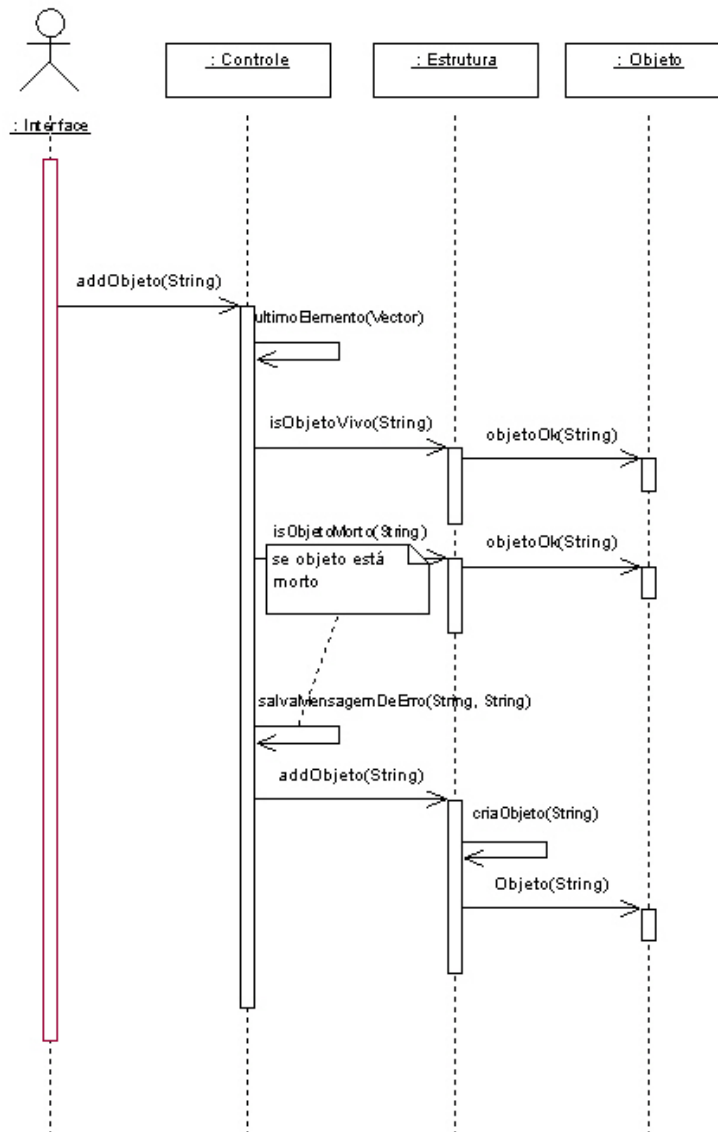 : Controle
: Estrutura
: Objeto
: Interface
addObjeto(String)
ultimoElemento(Vector)
isObjetoVivo(String)
objetoOk(String)
isObjetoMorto(String)
objetoOk(String)
se objeto está
morto
salvaMensagemDeErro(String, String)
addObjeto(String)
criaObjeto(String)
Objeto(String)